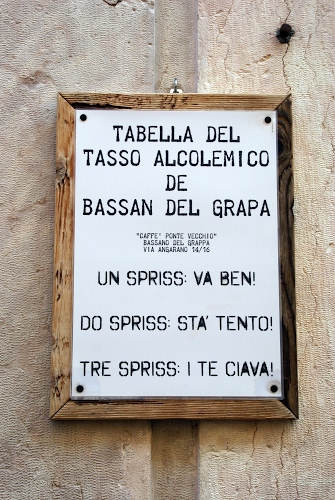 TABELLA DEL
TASSO ALCOLEMICO
DE
BASSAN DEL GRAPA
"CAFFE' PONTE VECCHIO"
BASSANO DEL GRAPPA
VIA ANGARANO 14/16
UN SPRISS: VA BEN!
DO SPRISS: STA' TENTO!
TRE SPRISS: I TE CIAVA!